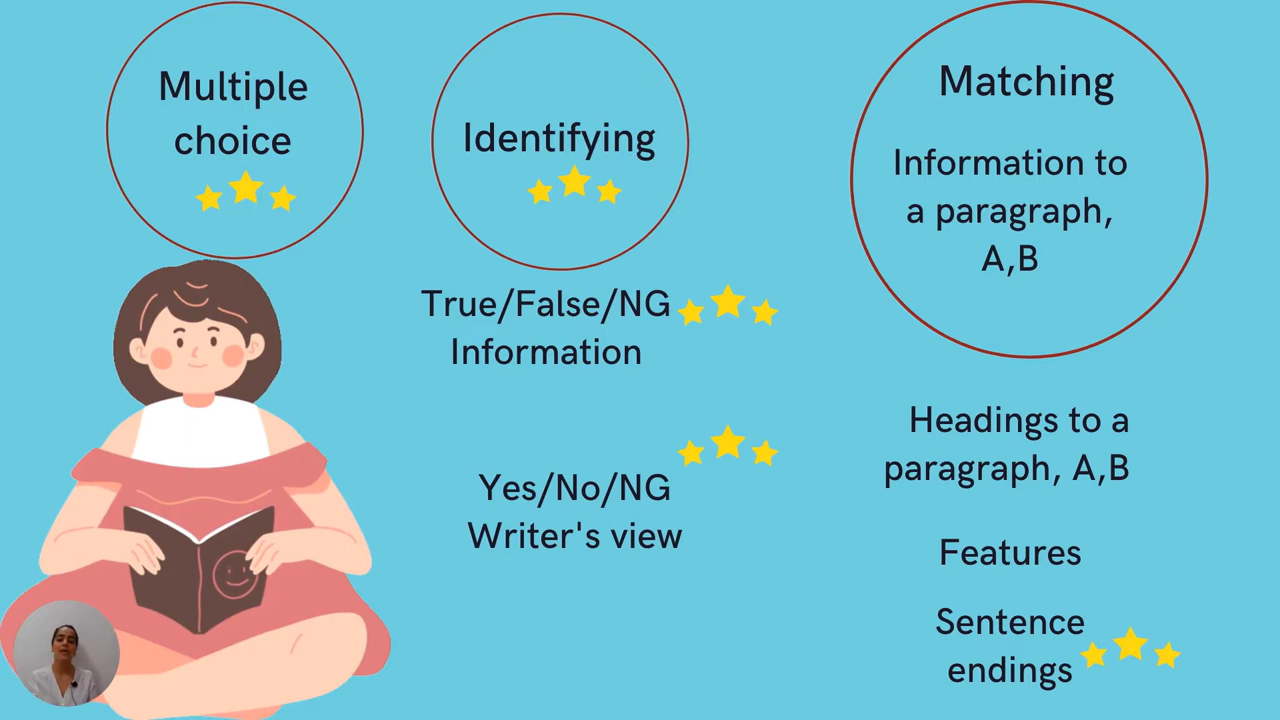 Multiple
choice
Identifying
True/False/NG
Information
Yes/No/NG
Writer's view
Matching
Information to
a paragraph,
A,B
Headings to a
paragraph, A,B
Features
Sentence
endings